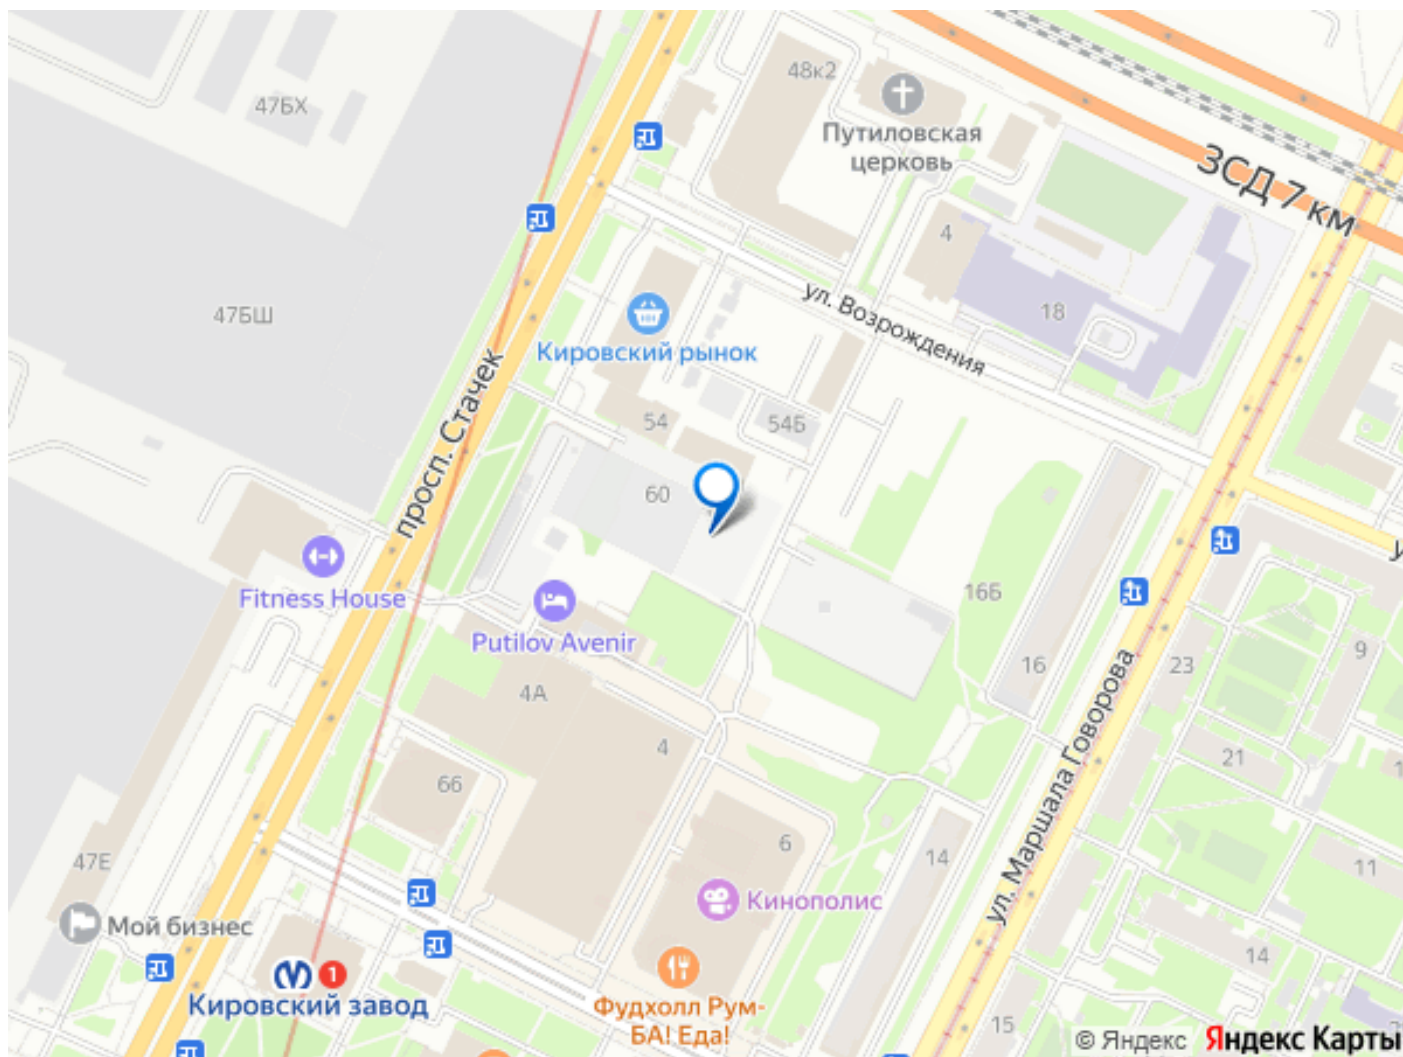 48к2
47БХ
Путиловская
церковь
ЗСД 7 км
4
18
47БШ
ул. Возрождения
Кировский рынок
просп. Стачек
54
54Б
60
Fitness House
16Б
Putilov Avenir
16
23
9
4А
4
21
ул. Маршала Говорова
66
6
14
47Е
11
Кинополис
Мой бизнес
14
1
Кировский завод
Фудхолл Рум-
БА! Еда!
15
© Яндекс Яндекс Карты